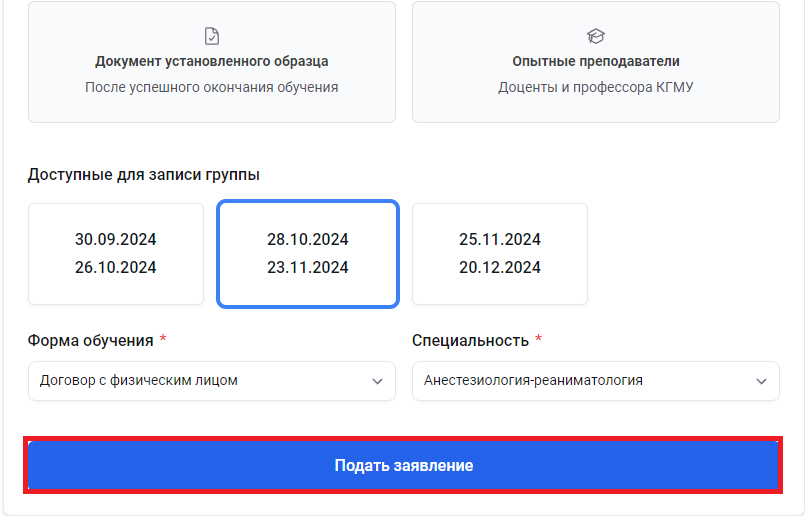 Документ установленного образца
После успешного окончания обучения
Опытные преподаватели
Доценты и профессора КГМУ
Доступные для записи группы
30.09.2024
26.10.2024
28.10.2024
23.11.2024
25.11.2024
20.12.2024
Форма обучения *
Договор с физическим лицом
Специальность *
Анестезиология-реаниматология
Подать заявление